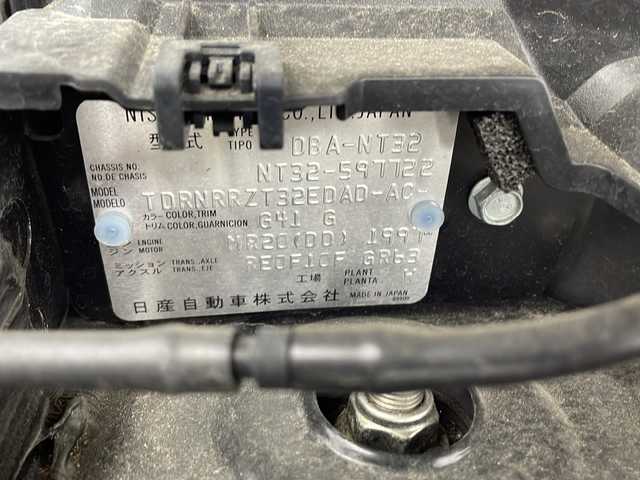 CO.,LTD.JAPAN
型式 TYPE TIPO DBA-NT32
CHASSIS NO. NO.DE CHASIS NT32-597722
MODEL MODELO TDRNRRZT32EDAD-AC-
カラー COLOR,TRIM トリム COLOR,GUARNICION G41 G
ENGINE MOTOR MR20(DD) 1997
ミッション TRANS.,AXLE アクスル TRANS.,EJE RE0F10F GR63
工場 PLANT PLANTA
日産自動車株式会社 MADE IN JAPAN